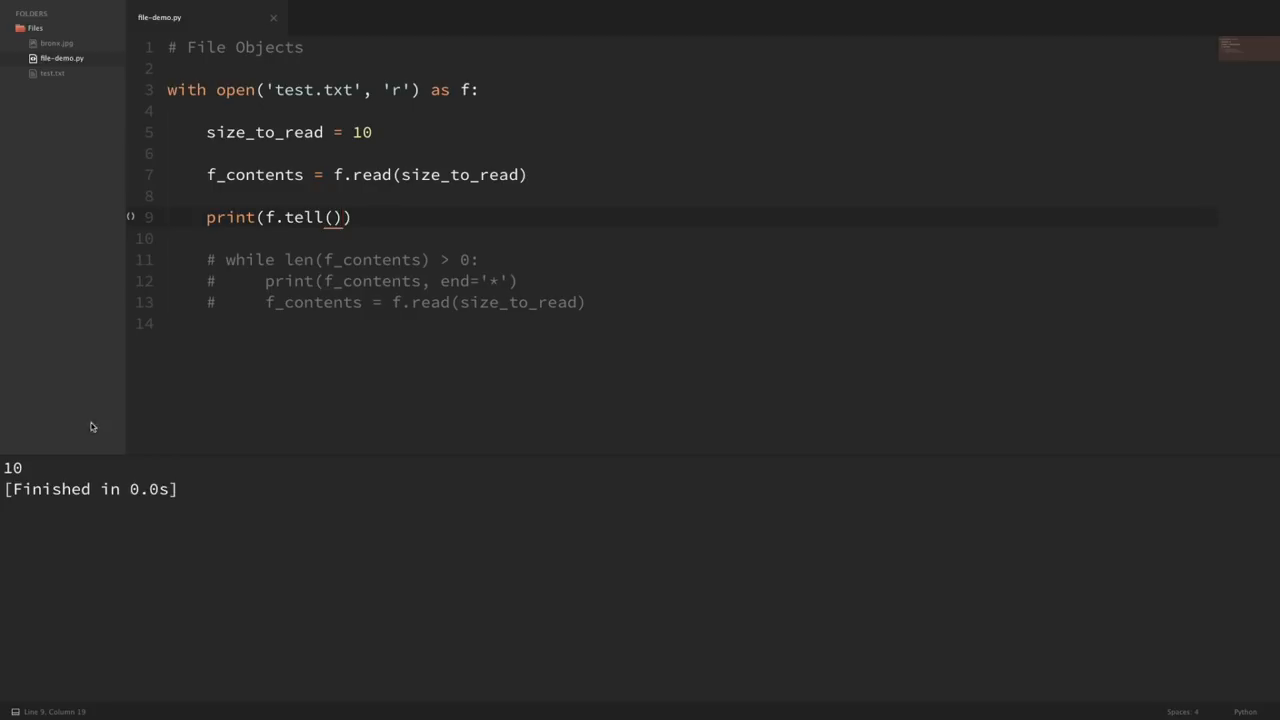 FOLDERS
Files
bronx.jpg
file-demo.py
test.txt
file-demo.py ×
1 # File Objects
2
3 with open('test.txt', 'r') as f:
4
5 size_to_read = 10
6
7 f_contents = f.read(size_to_read)
8
() 9 print(f.tell())
10
11 # while len(f_contents) > 0:
12 #     print(f_contents, end='*')
13 #     f_contents = f.read(size_to_read)
14
10
[Finished in 0.0s]
Line 9, Column 19
Spaces: 4
Python